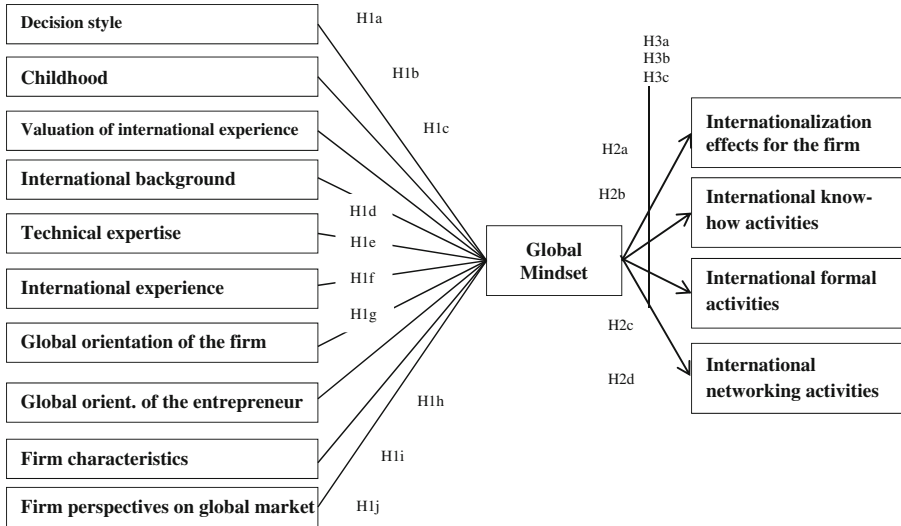 Decision style
Childhood
Valuation of international experience
International background
Technical expertise
International experience
Global orientation of the firm
Global orient. of the entrepreneur
Firm characteristics
Firm perspectives on global market
H1a
H1b
H1c
H1d
H1e
H1f
H1g
H1h
H1i
H1j
Global
Mindset
H3a
H3b
H3c
H2a
H2b
H2c
H2d
Internationalization
effects for the firm
International know-
how activities
International formal
activities
International
networking activities